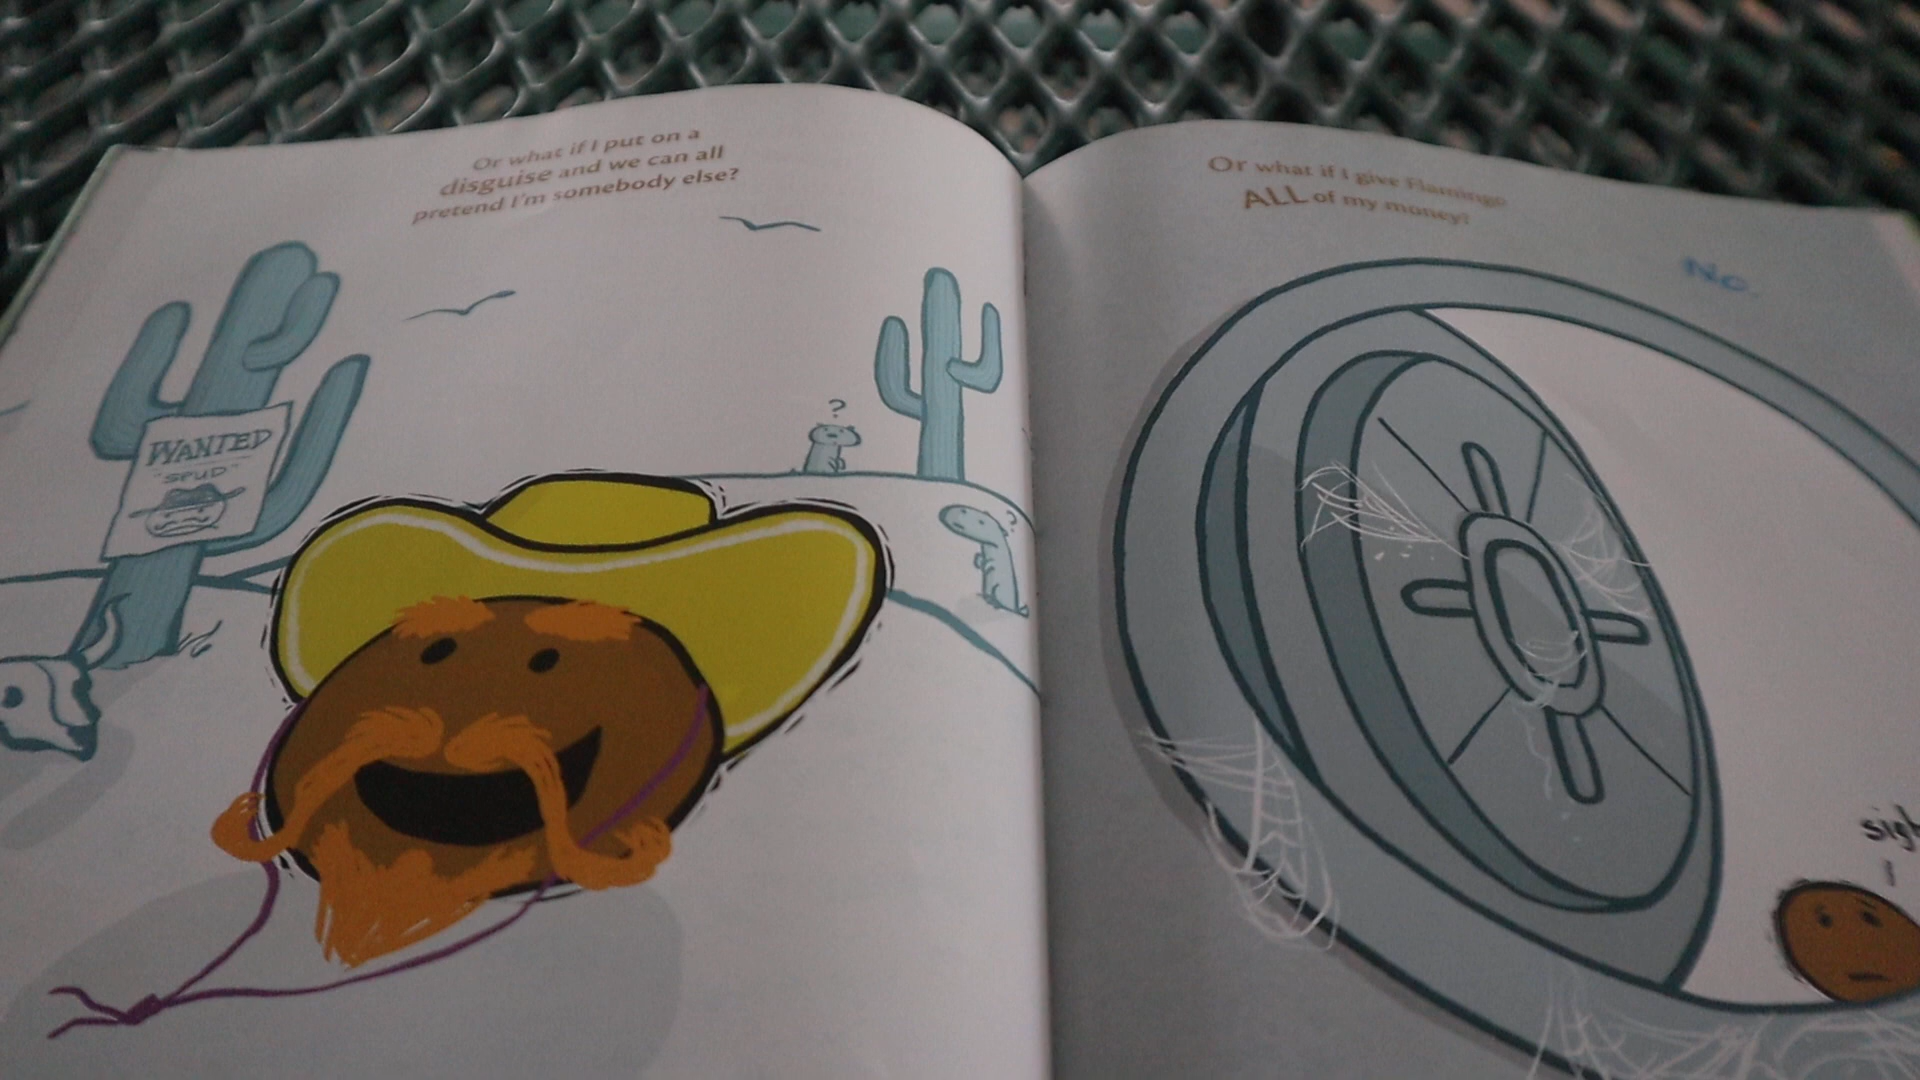 Or what if I put on a
disguise and we can all
pretend I'm somebody else?
?
WANTED
"SPUD"
?
Or what if I give Flamingo
ALL of my money?
No.
sigh